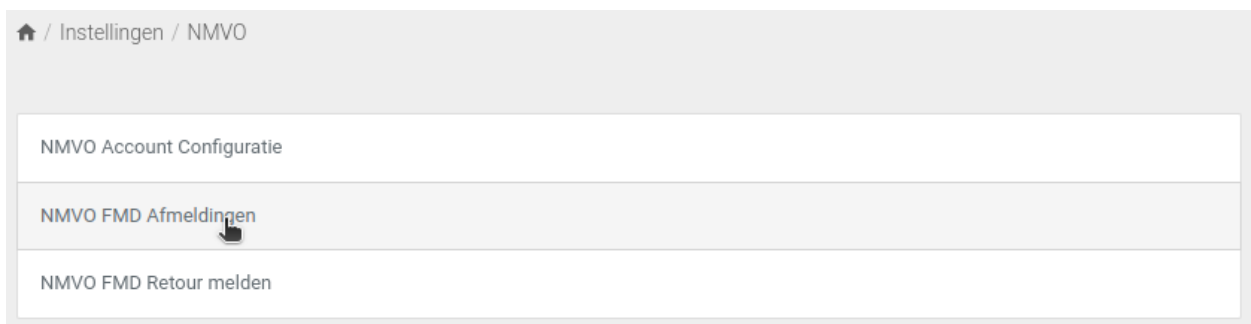 / Instellingen / NMVO
NMVO Account Configuratie
NMVO FMD Afmeldingen
NMVO FMD Retour melden